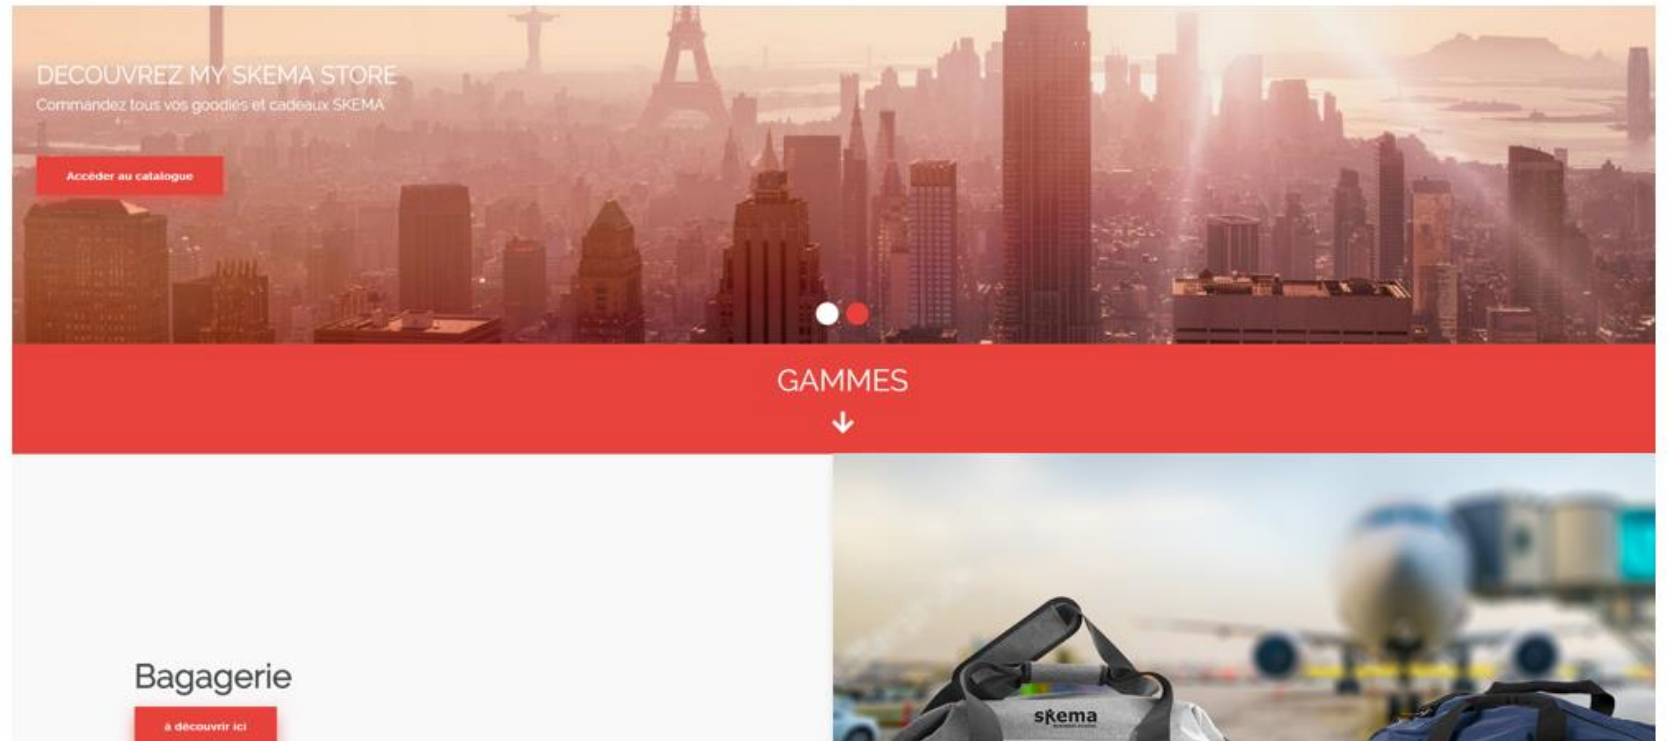 DECOUVREZ MY SKEMA STORE
Commandez tous vos goodies et cadeaux SKEMA
Accéder au catalogue
GAMMES
Bagagerie
à découvrir ici
skema